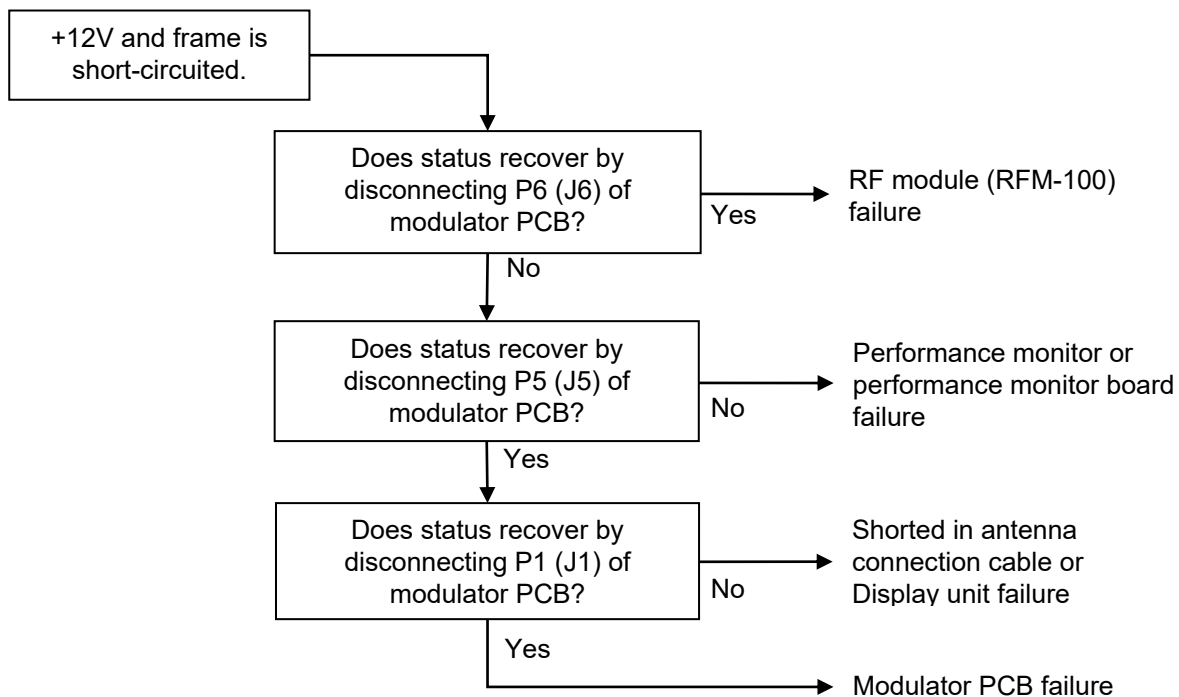 +12V and frame is
short-circuited.
Does status recover by
disconnecting P6 (J6) of
modulator PCB?
Yes
RF module (RFM-100)
failure
No
Does status recover by
disconnecting P5 (J5) of
modulator PCB?
No
Performance monitor or
performance monitor board
failure
Yes
Does status recover by
disconnecting P1 (J1) of
modulator PCB?
No
Shorted in antenna
connection cable or
Display unit failure
Yes
Modulator PCB failure